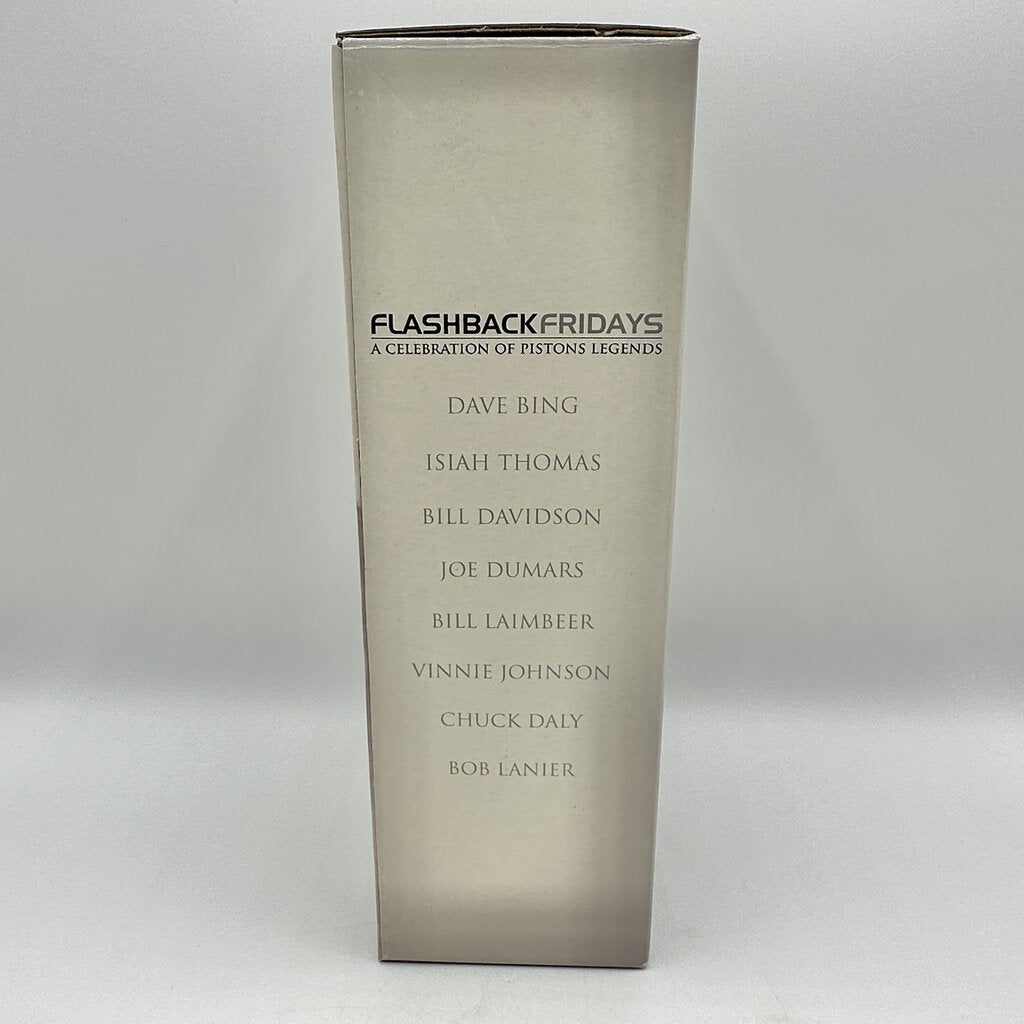 FLASHBACKFRIDAYS
A CELEBRATION OF PISTONS LEGENDS
DAVE BING
ISIAH THOMAS
BILL DAVIDSON
JOE DUMARS
BILL LAIMBEER
VINNIE JOHNSON
CHUCK DALY
BOB LANIER